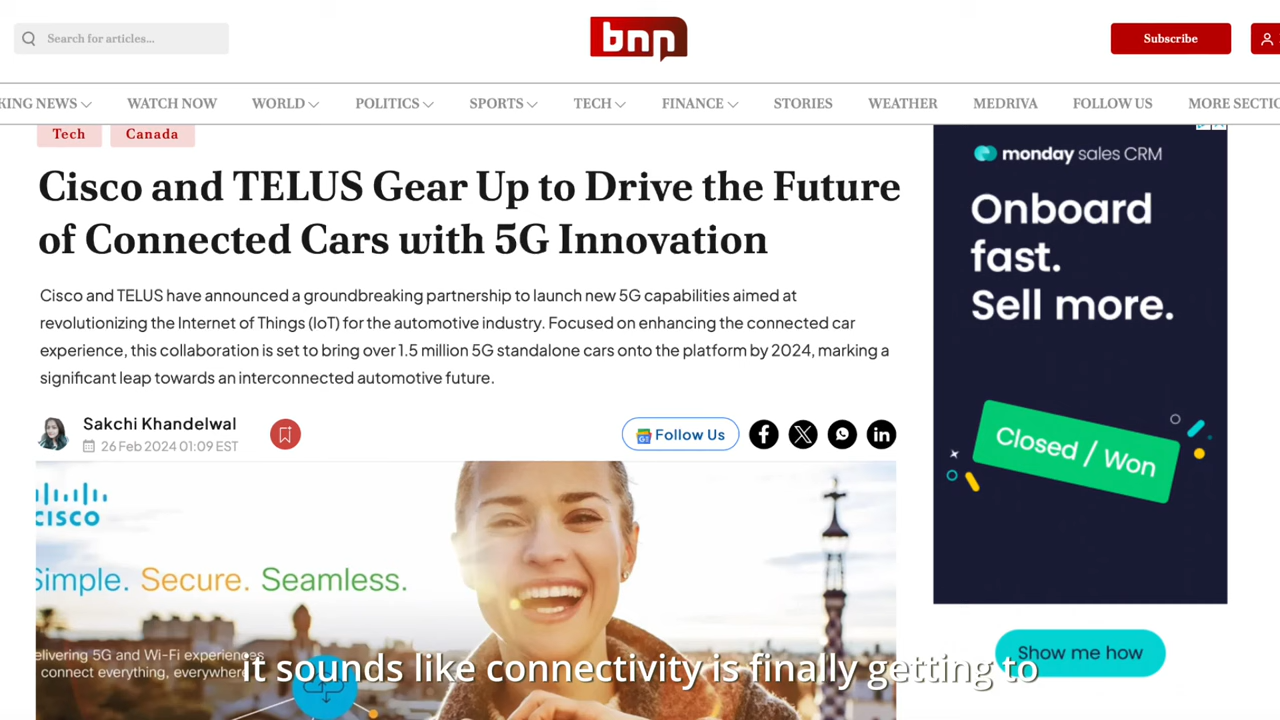 Search for articles...
bnn
Subscribe
KING NEWS
WATCH NOW
WORLD
POLITICS
SPORTS
TECH
FINANCE
STORIES
WEATHER
MEDRIVA
FOLLOW US
MORE SECTIO
Tech
Canada
Cisco and TELUS Gear Up to Drive the Future
of Connected Cars with 5G Innovation
Cisco and TELUS have announced a groundbreaking partnership to launch new 5G capabilities aimed at
revolutionizing the Internet of Things (IoT) for the automotive industry. Focused on enhancing the connected car
experience, this collaboration is set to bring over 1.5 million 5G standalone cars onto the platform by 2024, marking a
significant leap towards an interconnected automotive future.
Sakchi Khandelwal
26 Feb 2024 01:09 EST
Follow Us
CISCO
Simple. Secure. Seamless.
elivering 5G and Wi-Fi experiences
connect everything, everywhere
it sounds like connectivity is finally getting to
monday sales CRM
Onboard
fast.
Sell more.
Closed / Won
Show me how